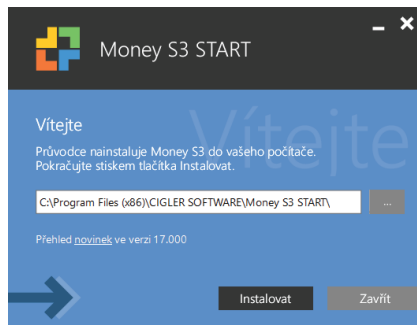 Money S3 START
Vítejte
Vítejte
Průvodce nainstaluje Money S3 do vašeho počítače.
Pokračujte stiskem tlačítka Instalovat.
C:\Program Files (x86)\CIGLER SOFTWARE\Money S3 START\
...
Přehled novinek ve verzi 17.000
Instalovat
Zavřít